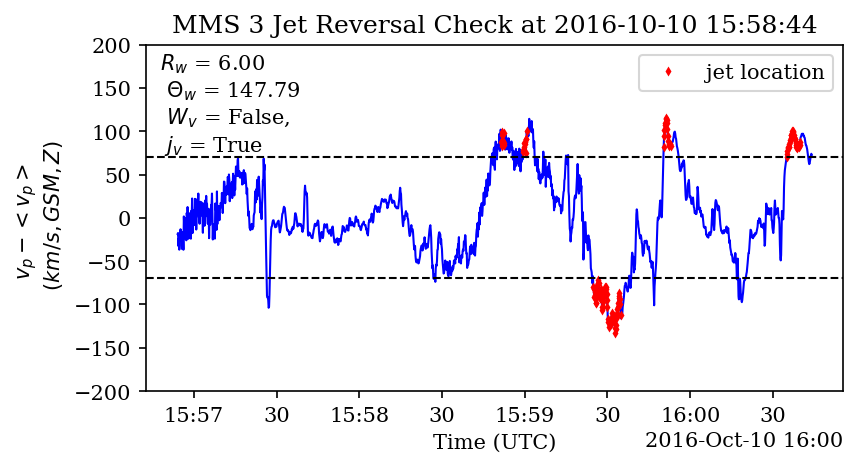 MMS 3 Jet Reversal Check at 2016-10-10 15:58:44
R_w = 6.00
Θ_w = 147.79
W_v = False,
j_v = True
jet location
v_p − < v_p >
(km/s, GSM, Z)
200
150
100
50
0
−50
−100
−150
−200
15:57 30 15:58 30 15:59 30 16:00 30
Time (UTC)
2016-Oct-10 16:00